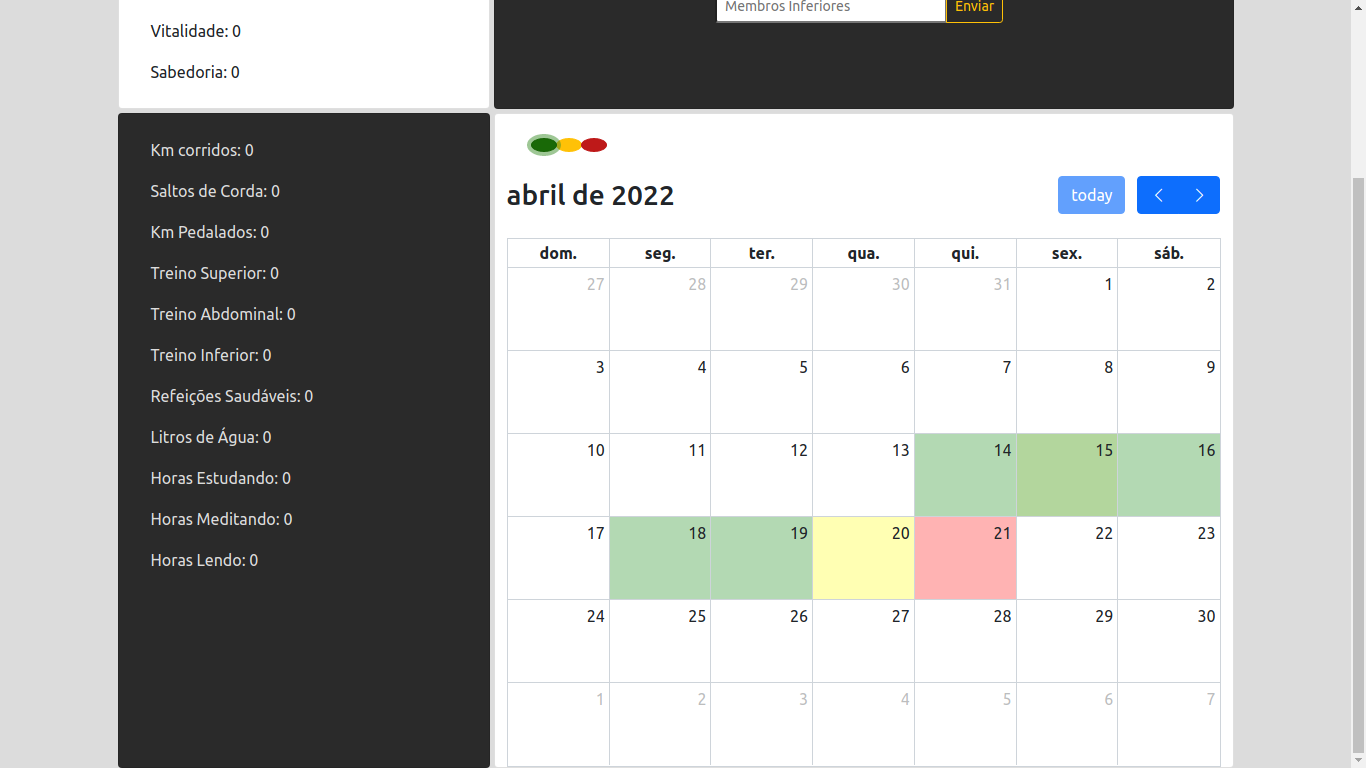 Vitalidade: 0
Sabedoria: 0
Membros Inferiores Enviar
Km corridos: 0
Saltos de Corda: 0
Km Pedalados: 0
Treino Superior: 0
Treino Abdominal: 0
Treino Inferior: 0
Refeições Saudáveis: 0
Litros de Água: 0
Horas Estudando: 0
Horas Meditando: 0
Horas Lendo: 0
abril de 2022 today
dom. seg. ter. qua. qui. sex. sáb.
27 28 29 30 31 1 2
3 4 5 6 7 8 9
10 11 12 13 14 15 16
17 18 19 20 21 22 23
24 25 26 27 28 29 30
1 2 3 4 5 6 7